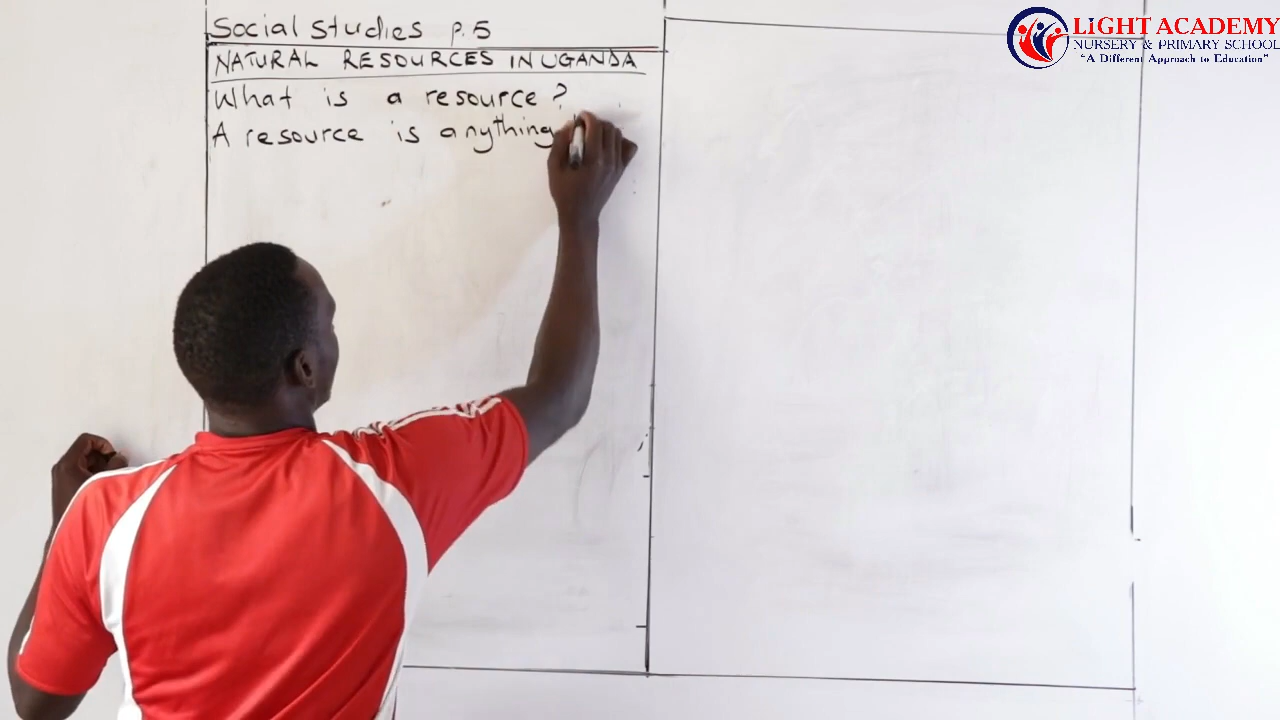 Social Studies p.5
NATURAL RESOURCES IN UGANDA
What is a resource?
A resource is anything
LIGHT ACADEMY
NURSERY & PRIMARY SCHOOL
"A Different Approach to Education"